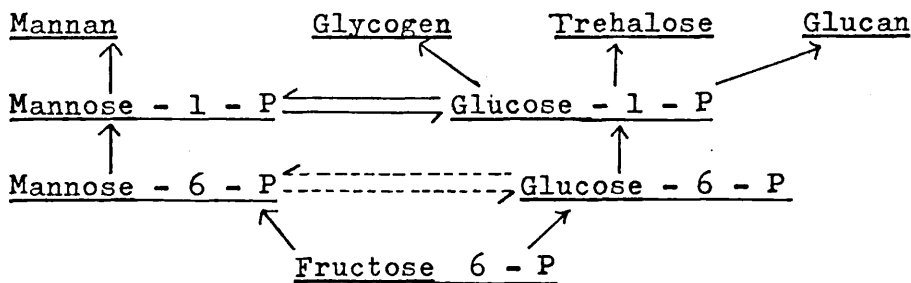 Mannan Glycogen Trehalose Glucan
Mannose - 1 - P Glucose - 1 - P
Mannose - 6 - P Glucose - 6 - P
Fructose 6 - P